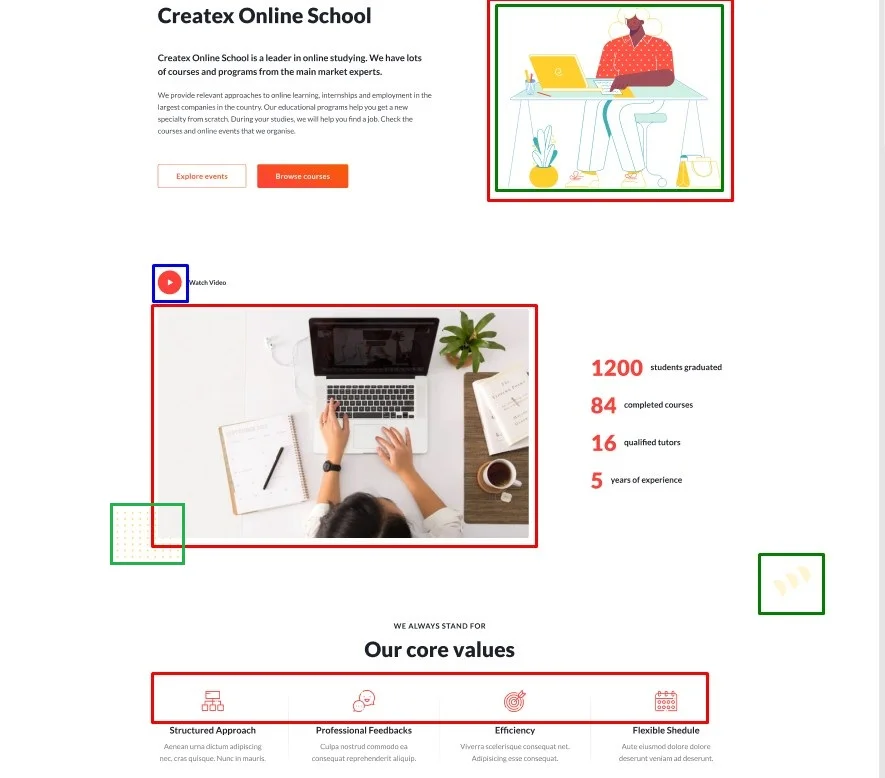 Createx Online School
Createx Online School is a leader in online studying. We have lots
of courses and programs from the main market experts.
We provide relevant approaches to online learning, internships and employment in the
largest companies in the country. Our educational programs help you get a new
specialty from scratch. During your studies, we will help you find a job. Check the
courses and online events that we organise.
Explore events
Browse courses
Watch Video
1200 students graduated
84 completed courses
16 qualified tutors
5 years of experience
WE ALWAYS STAND FOR
Our core values
Structured Approach
Aenean urna dictum adipiscing
nec, cras quisque. Nunc in mauris.
Professional Feedbacks
Culpa nostrud commodo ea
consequat reprehenderit aliquip.
Efficiency
Viverra scelerisque consequat net.
Adipisicing esse consequat.
Flexible Shedule
Aute eiusmod dolore dolore
deserunt veniam ad deserunt.